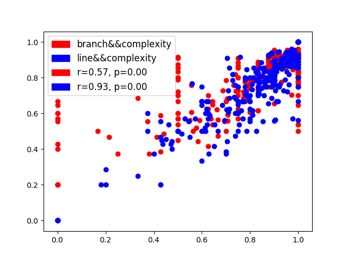 1.0
0.8
0.6
0.4
0.2
0.0
branch&&complexity
line&&complexity
r=0.57, p=0.00
r=0.93, p=0.00
0.0 0.2 0.4 0.6 0.8 1.0